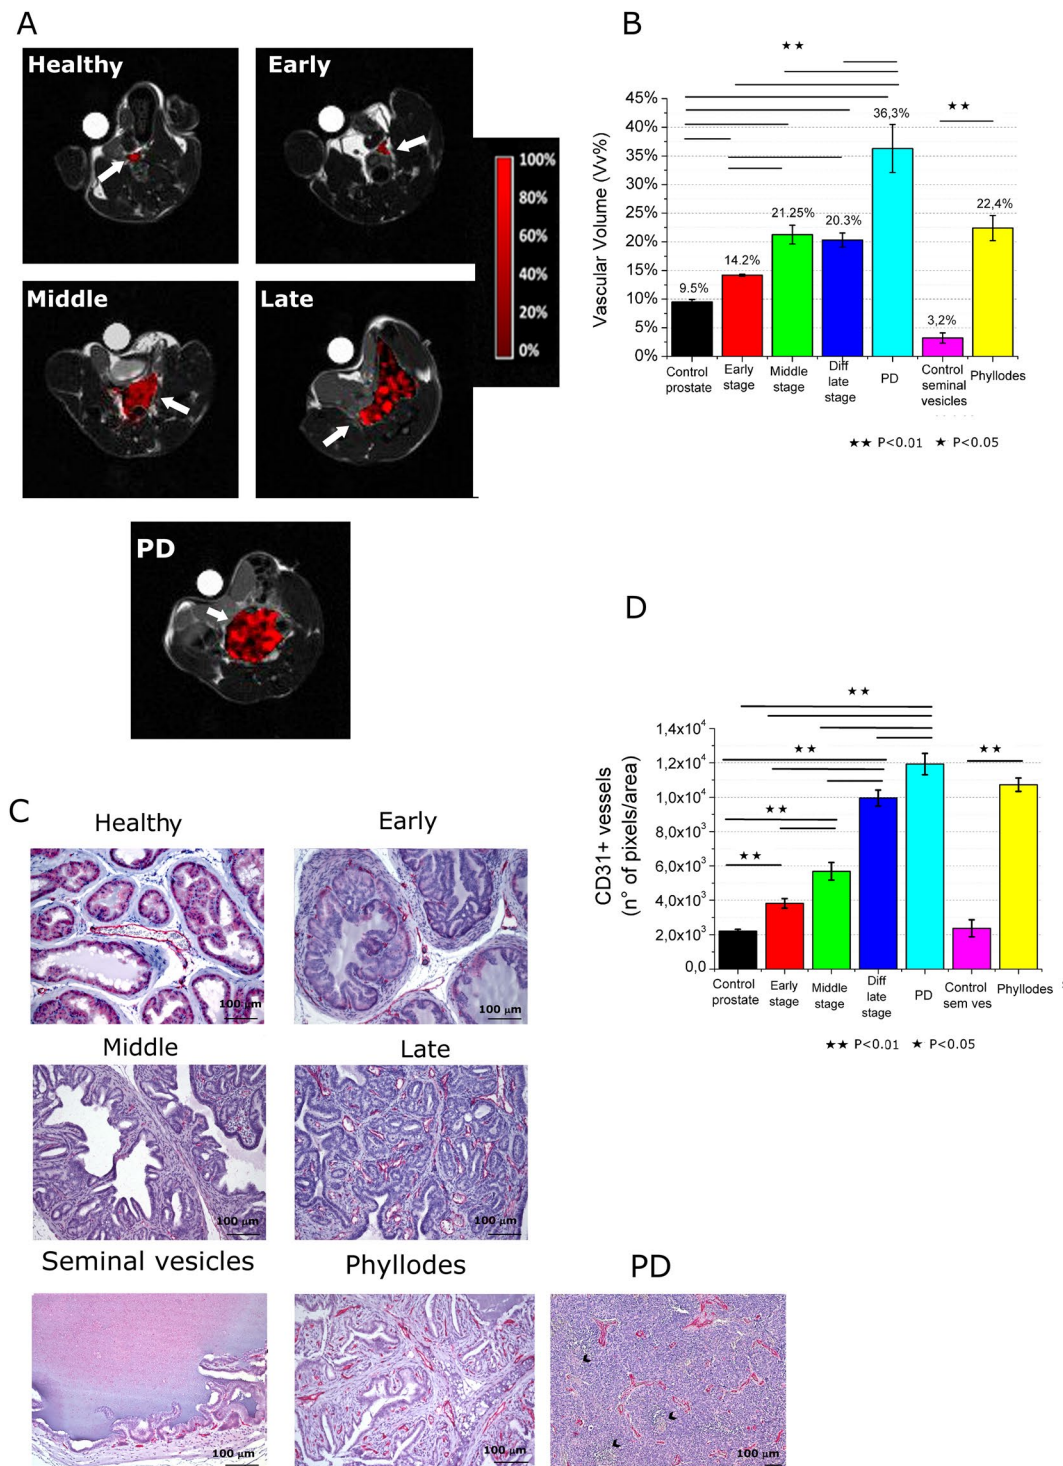 A
Healthy
Early
100%
80%
60%
40%
20%
0%
Middle
Late
PD
B
★★
45%
40%
35%
30%
25%
20%
15%
10%
5%
0%
Vascular Volume (Vv%)
9.5%
14.2%
21.25%
20.3%
36,3%
3,2%
22,4%
★★
Control
prostate
Early
stage
Middle
stage
Diff
late
stage
PD
Control
seminal
vesicles
Phyllodes
★★ P<0.01 ★ P<0.05
C
Healthy
Early
100 μm
100 μm
Middle
Late
100 μm
100 μm
Seminal vesicles
Phyllodes
PD
100 μm
100 μm
100 μm
D
★★
★★
★★
★★
★★
1,4x10⁴
1,2x10⁴
1,0x10⁴
8,0x10³
6,0x10³
4,0x10³
2,0x10³
0,0
CD31+ vessels
(n° of pixels/area)
Control
prostate
Early
stage
Middle
stage
Diff
late
stage
PD
Control
sem ves
Phyllodes
★★ P<0.01 ★ P<0.05